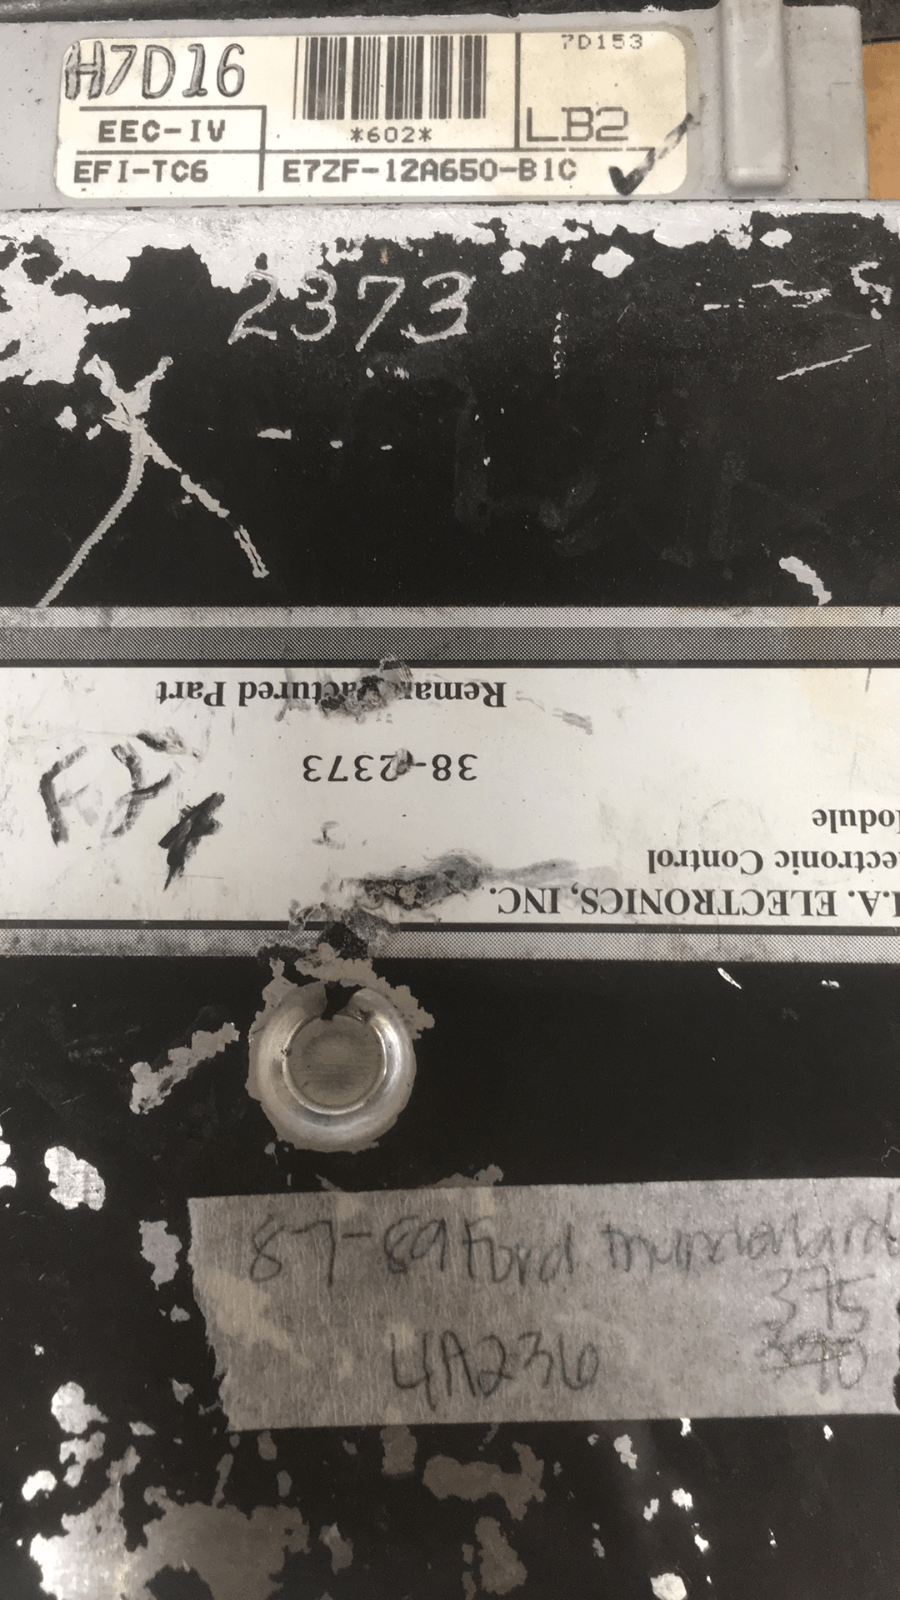 H7D16
7D153
*602*
LB2
EEC-IV
EFI-TC6
E7ZF-12A650-B1C
2373
.A. ELECTRONICS, INC.
ectronic Control
odule
38-2373
Part
87-89 Ford thunderbird
375
4A236